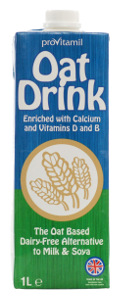 provitamil
Oat
Drink
Enriched with Calcium
and Vitamins D and B
The Oat Based
Dairy-Free Alternative
to Milk & Soya
1L e